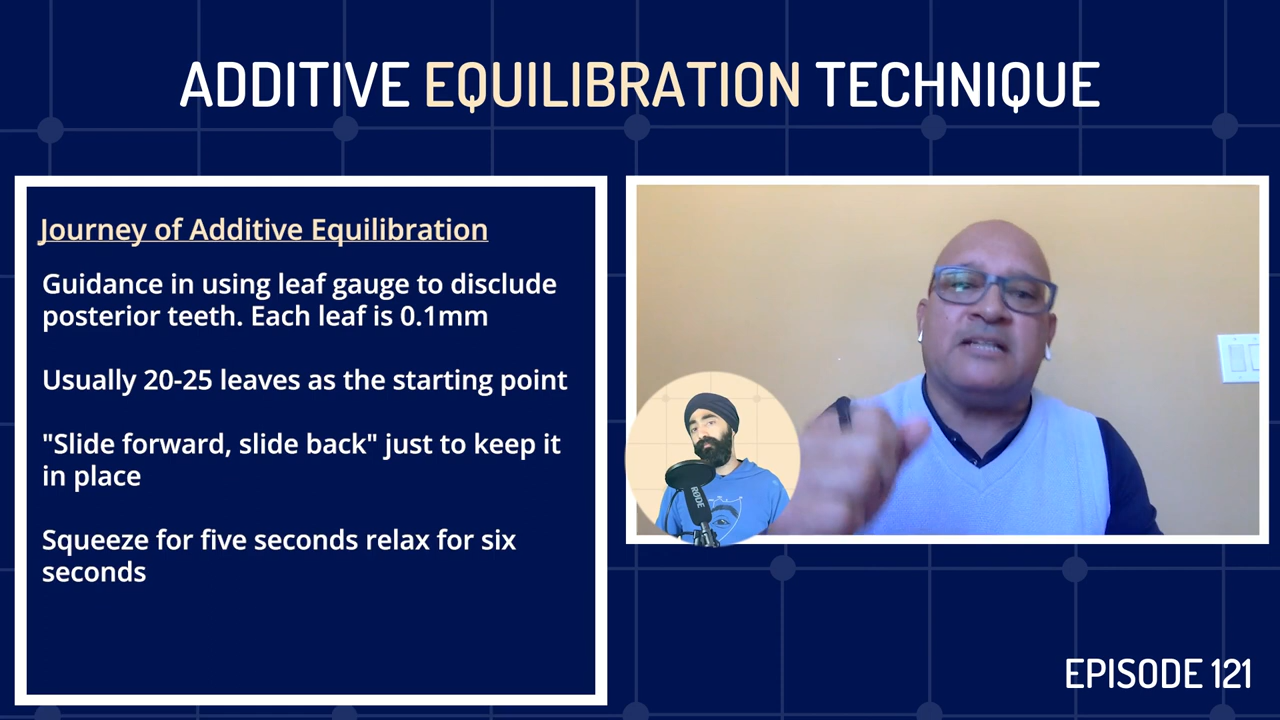 ADDITIVE EQUILIBRATION TECHNIQUE
Journey of Additive Equilibration
Guidance in using leaf gauge to disclude
posterior teeth. Each leaf is 0.1mm
Usually 20-25 leaves as the starting point
"Slide forward, slide back" just to keep it
in place
Squeeze for five seconds relax for six
seconds
RØDE
EPISODE 121